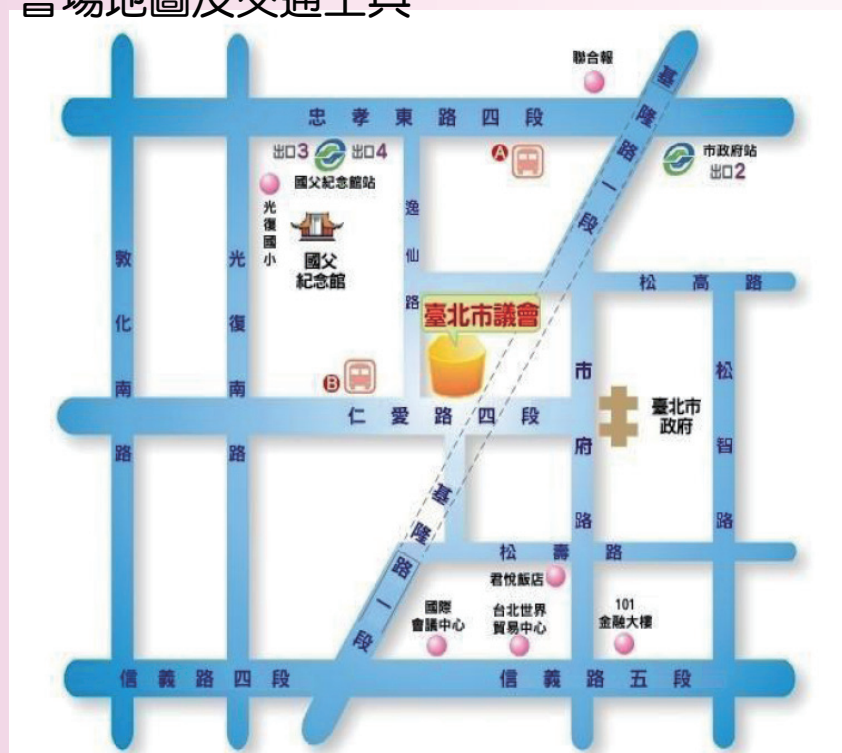 會場地圖及交通工具
聯合報
基隆路一段
忠孝東路四段
出口3
出口4
國父紀念館站
A
市政府站
出口2
光復國小
國父
紀念館
逸仙路
敦化南路
光復南路
松高路
臺北市議會
B
市府路
松智路
臺北市
政府
仁愛路四段
基隆路一段
松壽路
君悅飯店
國際
會議中心
台北世界
貿易中心
101
金融大樓
信義路四段
信義路五段